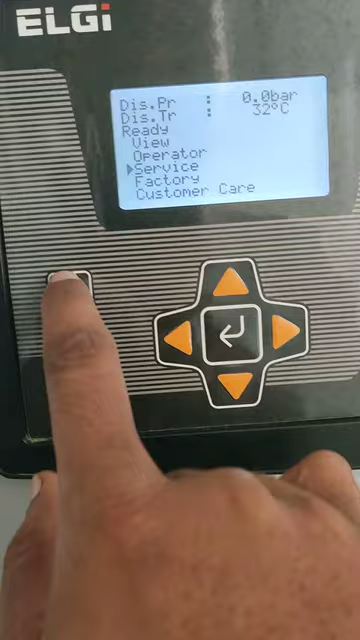 ELGi
Dis.Pr : 0.0bar
Dis.Tr : 32°C
Ready
View
Operator
Service
Factory
Customer Care